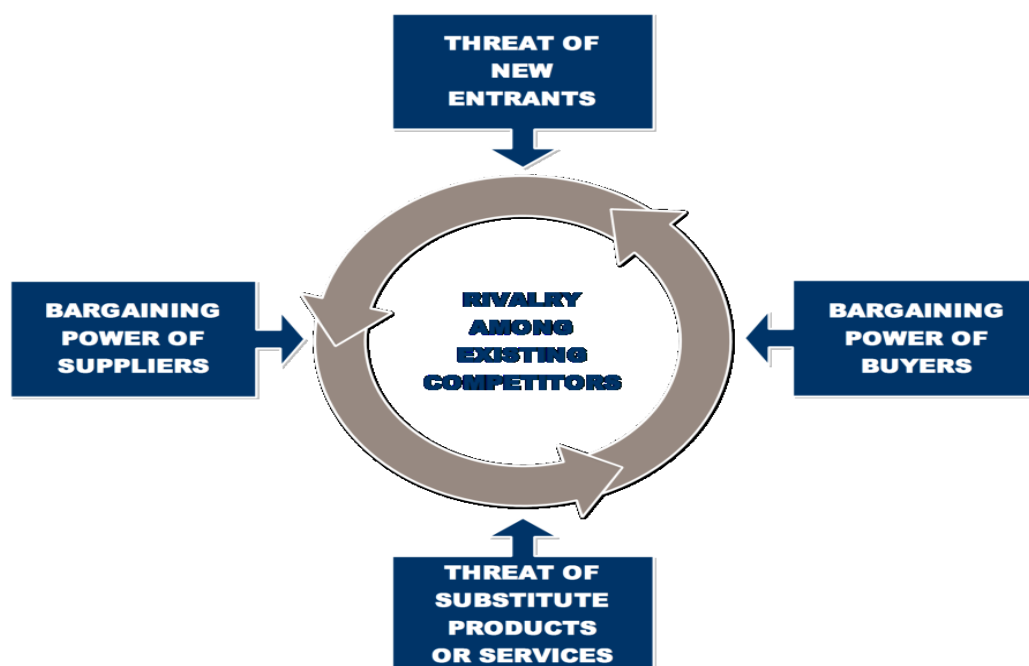 THREAT OF
NEW
ENTRANTS
BARGAINING
POWER OF
SUPPLIERS
RIVALRY
AMONG
EXISTING
COMPETITORS
BARGAINING
POWER OF
BUYERS
THREAT OF
SUBSTITUTE
PRODUCTS
OR SERVICES